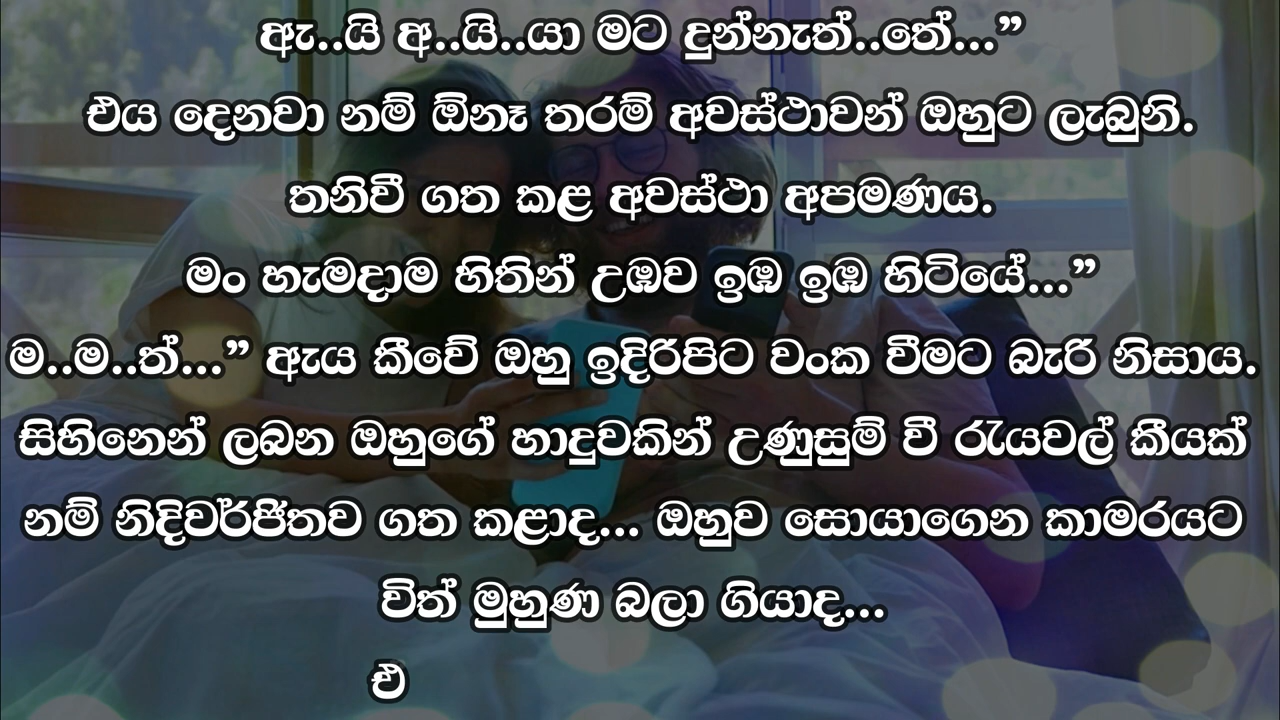 ඇ..යි අ..යි..යා මට දුන්නැත්..තේ...”
එය දෙනවා නම් ඕනෑ තරම් අවස්ථාවන් ඔහුට ලැබුනි.
තනිවී ගත කළ අවස්ථා අපමණය.
මං හැමදාම හිතින් උඹව ඉඹ ඉඹ හිටියේ...”
ම..ම..ත්...” ඇය කීවේ ඔහු ඉදිරිපිට වංක වීමට බැරි නිසාය.
සිහිනෙන් ලබන ඔහුගේ හාදුවකින් උණුසුම් වී රැයවල් කීයක්
නම් නිදිවර්ජිතව ගත කළාද... ඔහුව සොයාගෙන කාමරයට
විත් මුහුණ බලා ගියාද...
එ